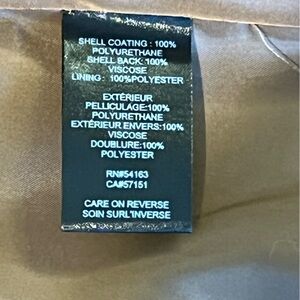 SHELL COATING : 100%
POLYURETHANE
SHELL BACK: 100%
VISCOSE
LINING : 100%POLYESTER
EXTÉRIEUR
PELLICULAGE:100%
POLYURETHANE
EXTÉRIEUR ENVERS:100%
VISCOSE
DOUBLURE:100%
POLYESTER
RN#54163
CA#57151
CARE ON REVERSE
SOIN SURL'INVERSE